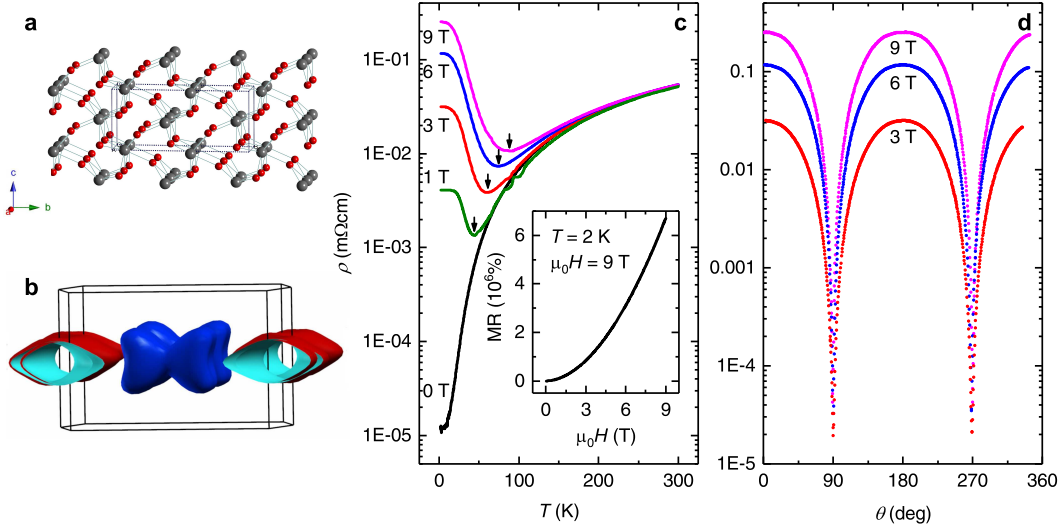 a
c
a
b
b
c
1E-01
1E-02
1E-03
1E-04
1E-05
ρ (mΩcm)
9 T
6 T
3 T
1 T
0 T
0
100
200
300
T (K)
T = 2 K
μ₀H = 9 T
MR (10⁶%)
6
4
2
0
0
3
6
9
μ₀H (T)
d
0.1
0.01
0.001
1E-4
1E-5
9 T
6 T
3 T
0
90
180
270
360
θ (deg)